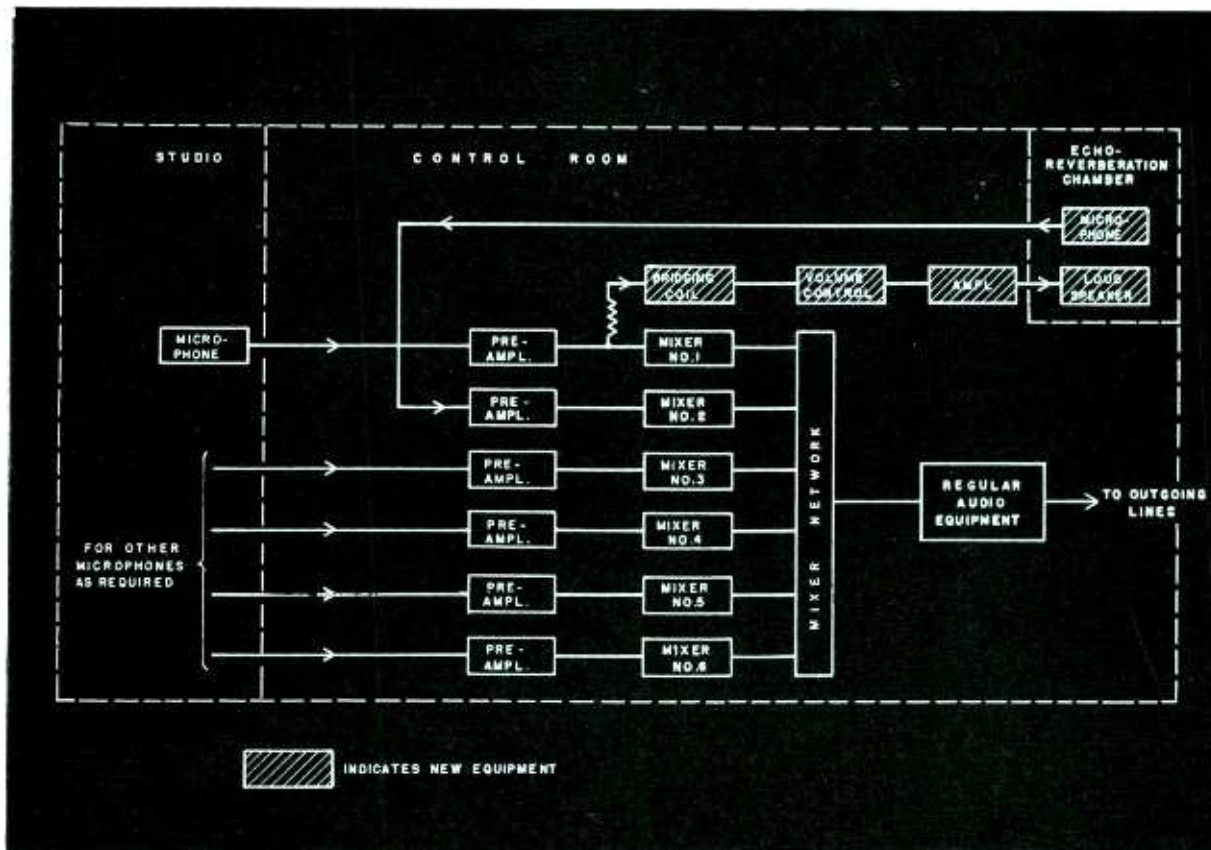 STUDIO
CONTROL ROOM
ECHO-
REVERBERATION
CHAMBER
MICRO-
PHONE
BRIDGING
COIL
VOLUME
CONTROL
AMPL.
LOUD
SPEAKER
MICRO-
PHONE
PRE-
AMPL.
MIXER
NO.1
PRE-
AMPL.
MIXER
NO.2
PRE-
AMPL.
MIXER
NO.3
PRE-
AMPL.
MIXER
NO.4
PRE-
AMPL.
MIXER
NO.5
PRE-
AMPL.
MIXER
NO.6
FOR OTHER
MICROPHONES
AS REQUIRED
MIXER NETWORK
REGULAR
AUDIO
EQUIPMENT
TO OUTGOING
LINES
INDICATES NEW EQUIPMENT